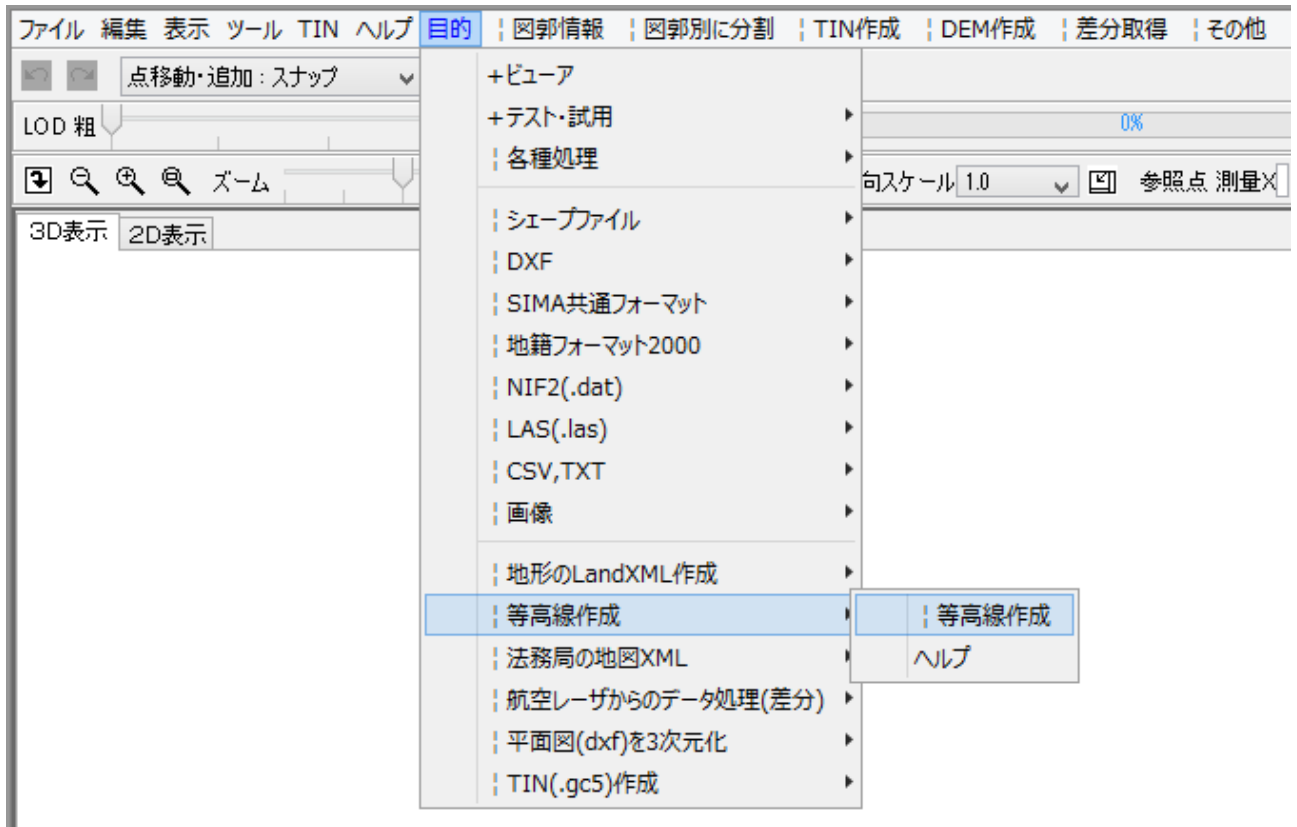 ファイル 編集 表示 ツール TIN ヘルプ 目的 ¦図郭情報 ¦図郭別に分割 ¦TIN作成 ¦DEM作成 ¦差分取得 ¦その他
点移動・追加:スナップ
LOD 粗
0%
ズーム
向スケール 1.0 参照点 測量X
3D表示 2D表示
+ビューア
+テスト・試用
¦各種処理
¦シェープファイル
¦DXF
¦SIMA共通フォーマット
¦地籍フォーマット2000
¦NIF2(.dat)
¦LAS(.las)
¦CSV,TXT
¦画像
¦地形のLandXML作成
¦等高線作成
¦法務局の地図XML
¦航空レーザからのデータ処理(差分)
¦平面図(dxf)を3次元化
¦TIN(.gc5)作成
¦等高線作成
ヘルプ